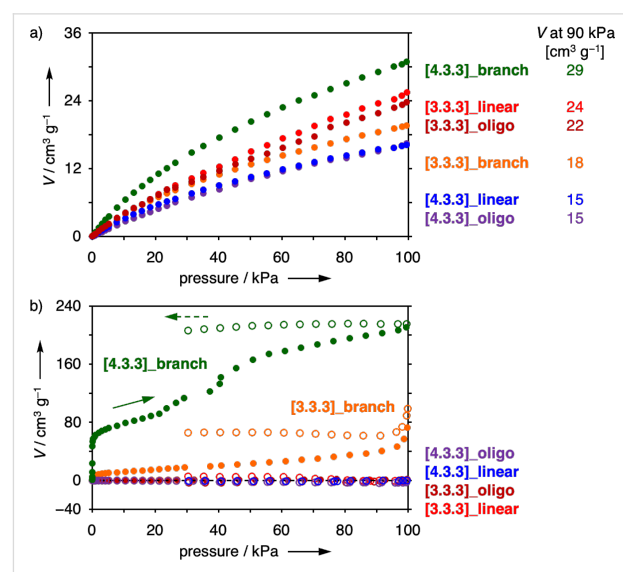 a)
V at 90 kPa
[cm³ g⁻¹]
36
24
12
0
V / cm³ g⁻¹
[4.3.3]_branch 29
[3.3.3]_linear 24
[3.3.3]_oligo 22
[3.3.3]_branch 18
[4.3.3]_linear 15
[4.3.3]_oligo 15
0 20 40 60 80 100
pressure / kPa
b)
240
160
80
0
−40
V / cm³ g⁻¹
[4.3.3]_branch
[3.3.3]_branch
[4.3.3]_oligo
[4.3.3]_linear
[3.3.3]_oligo
[3.3.3]_linear
0 20 40 60 80 100
pressure / kPa